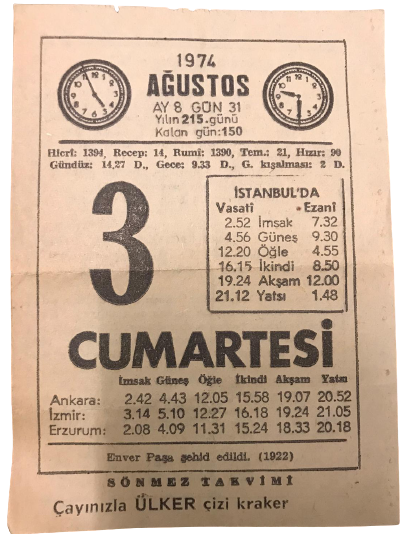 1974
AĞUSTOS
AY 8 GÜN 31
Yılın 215.günü
Kalan gün:150
Hicrî: 1394, Recep: 14, Rumî: 1390, Tem.: 21, Hızır: 90
Gündüz: 14,27 D., Gece: 9.33 D., G. kısalması: 2 D.
3
İSTANBUL'DA
Vasatî Ezanî
2.52 İmsak 7.32
4.56 Güneş 9.30
12.20 Öğle 4.55
16.15 İkindi 8.50
19.24 Akşam 12.00
21.12 Yatsı 1.48
CUMARTESİ
İmsak Güneş Öğle İkindi Akşam Yatsı
Ankara: 2.42 4.43 12.05 15.58 19.07 20.52
İzmir: 3.14 5.10 12.27 16.18 19.24 21.05
Erzurum: 2.08 4.09 11.31 15.24 18.33 20.18
Enver Paşa şehid edildi. (1922)
SÖNMEZ TAKVİMİ
Çayınızla ÜLKER çizi kraker